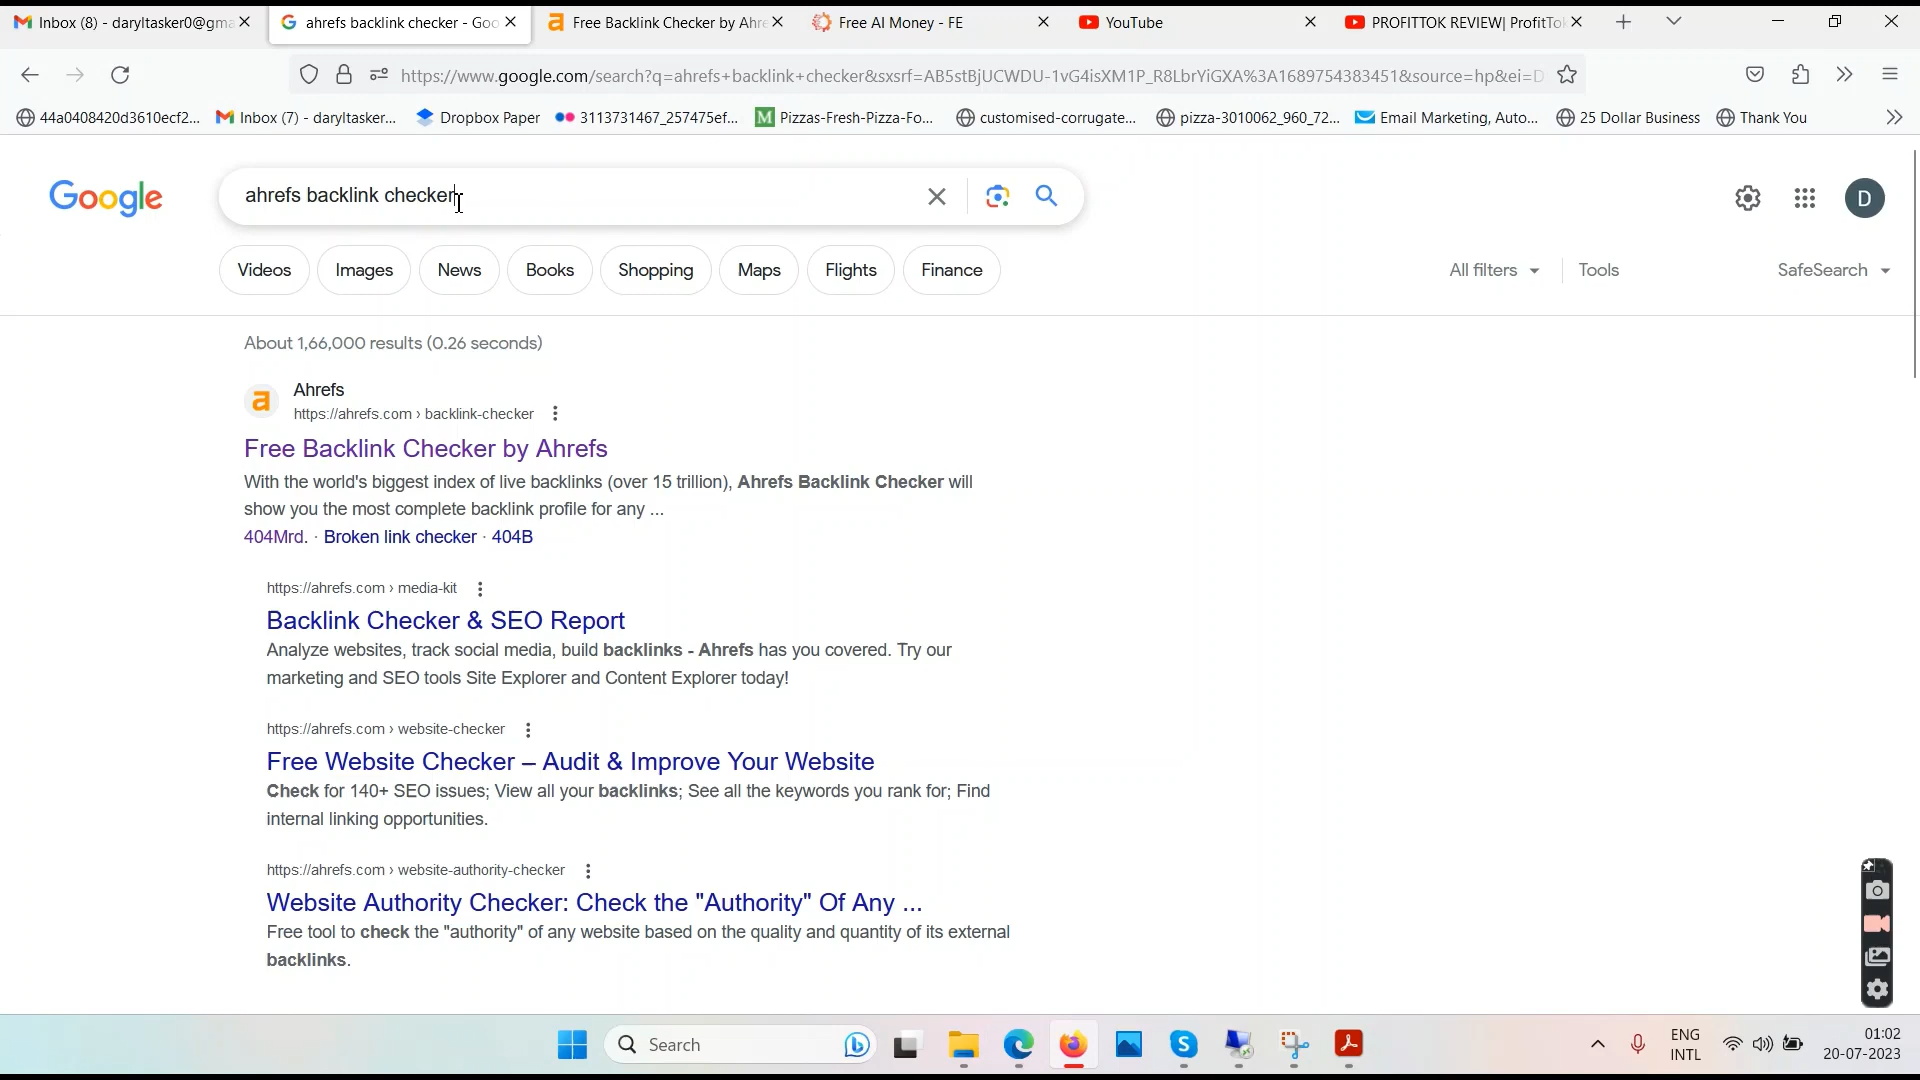 Inbox (8) - daryltasker0@gma
ahrefs backlink checker - Goo
Free Backlink Checker by Ahre
Free AI Money - FE
YouTube
PROFITTOK REVIEW| ProfitTo
https://www.google.com/search?q=ahrefs+backlink+checker&sxsrf=AB5stBjUCWDU-1vG4isXM1P_R8LbrYiGXA%3A1689754383451&source=hp&ei=D
44a0408420d3610ecf2...
Inbox (7) - daryltasker...
Dropbox Paper
3113731467_257475ef...
Pizzas-Fresh-Pizza-Fo...
customised-corrugate...
pizza-3010062_960_72...
Email Marketing, Auto...
25 Dollar Business
Thank You
Google
ahrefs backlink checker
D
Videos
Images
News
Books
Shopping
Maps
Flights
Finance
All filters
Tools
SafeSearch
About 1,66,000 results (0.26 seconds)
Ahrefs
https://ahrefs.com › backlink-checker
Free Backlink Checker by Ahrefs
With the world's biggest index of live backlinks (over 15 trillion), Ahrefs Backlink Checker will
show you the most complete backlink profile for any ...
404Mrd. · Broken link checker · 404B
https://ahrefs.com › media-kit
Backlink Checker & SEO Report
Analyze websites, track social media, build backlinks - Ahrefs has you covered. Try our
marketing and SEO tools Site Explorer and Content Explorer today!
https://ahrefs.com › website-checker
Free Website Checker – Audit & Improve Your Website
Check for 140+ SEO issues; View all your backlinks; See all the keywords you rank for; Find
internal linking opportunities.
https://ahrefs.com › website-authority-checker
Website Authority Checker: Check the "Authority" Of Any ...
Free tool to check the "authority" of any website based on the quality and quantity of its external
backlinks.
Search
ENG
INTL
01:02
20-07-2023